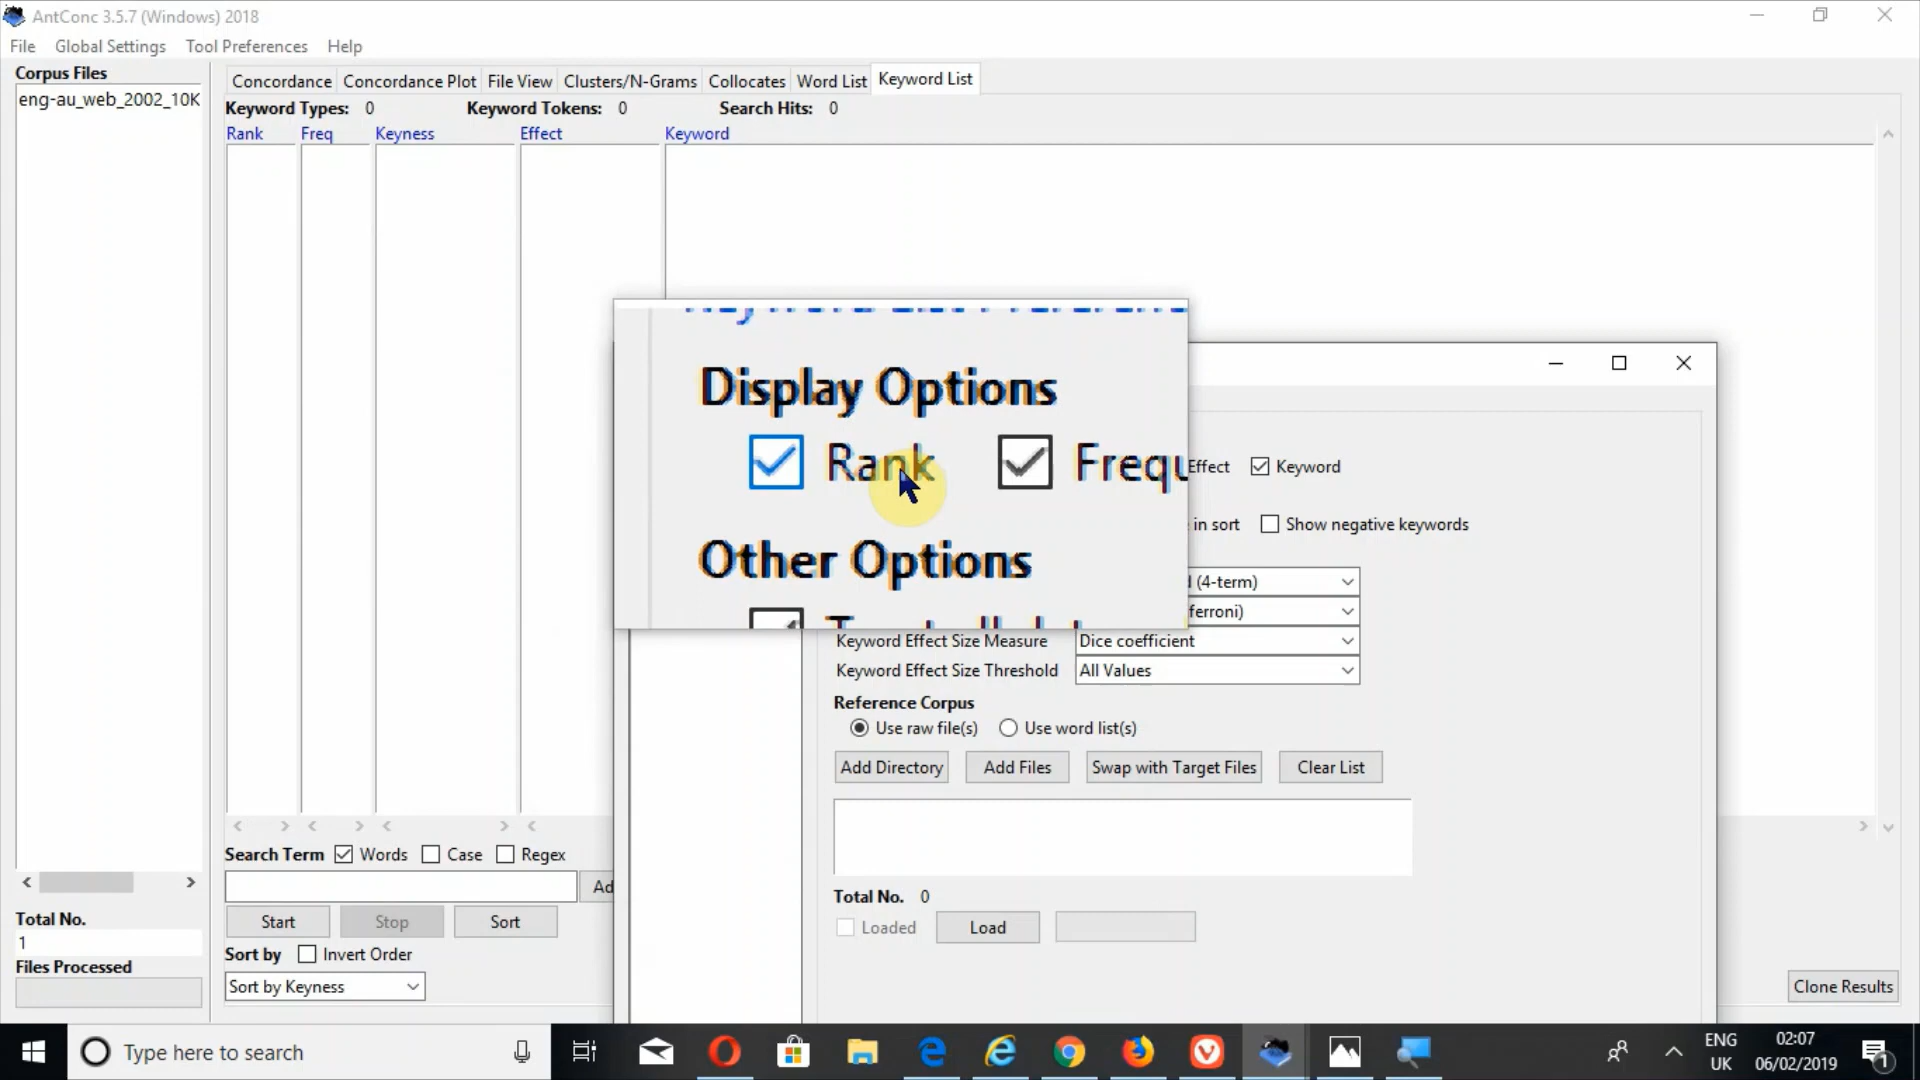 AntConc 3.5.7 (Windows) 2018
File Global Settings Tool Preferences Help
Corpus Files
eng-au_web_2002_10K
Concordance Concordance Plot File View Clusters/N-Grams Collocates Word List Keyword List
Keyword Types: 0 Keyword Tokens: 0 Search Hits: 0
Rank Freq Keyness Effect Keyword
Display Options
Rank Frequ
Effect Keyword
Other Options
in sort Show negative keywords
(4-term)
ferroni)
Keyword Effect Size Measure Dice coefficient
Keyword Effect Size Threshold All Values
Reference Corpus
Use raw file(s) Use word list(s)
Add Directory Add Files Swap with Target Files Clear List
Total No. 0
Loaded Load
Search Term Words Case Regex
Ad
Start Stop Sort
Sort by Invert Order
Sort by Keyness
Total No.
1
Files Processed
Clone Results
Type here to search
ENG
UK
02:07
06/02/2019
1